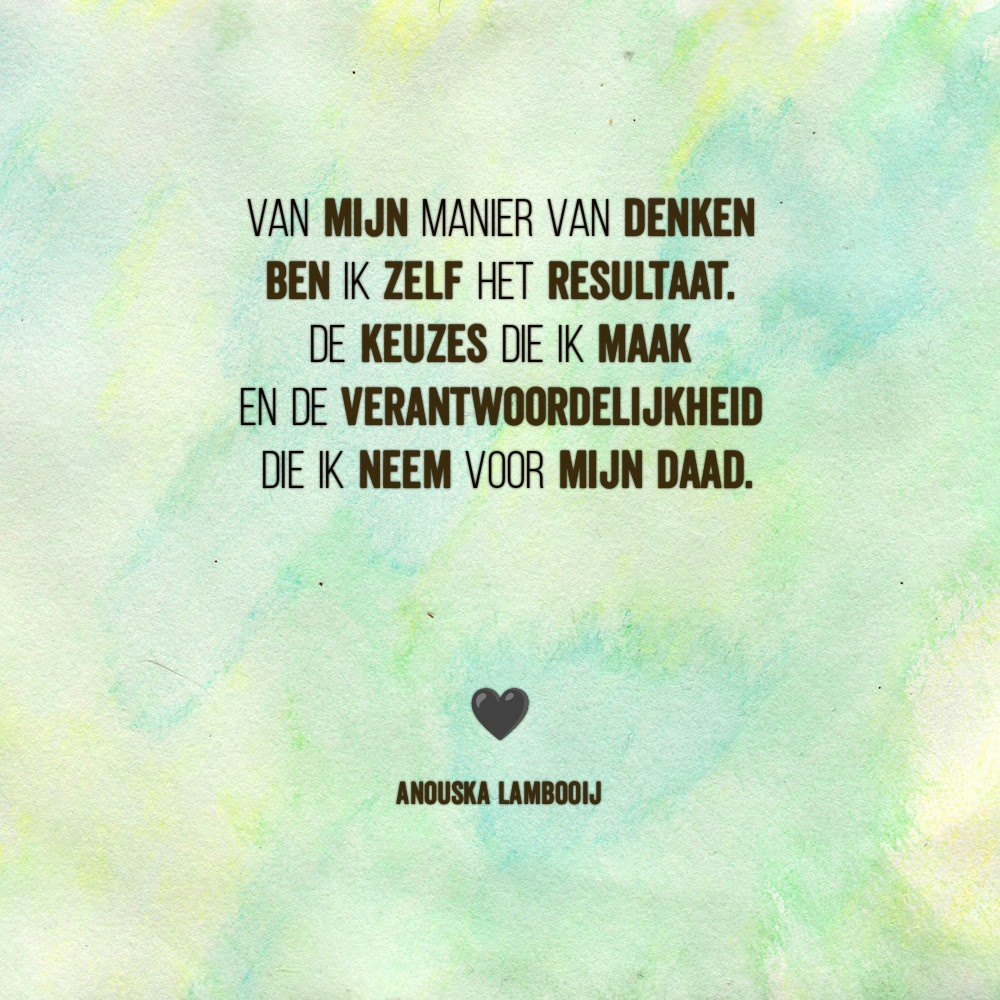 VAN MIJN MANIER VAN DENKEN
BEN IK ZELF HET RESULTAAT.
DE KEUZES DIE IK MAAK
EN DE VERANTWOORDELIJKHEID
DIE IK NEEM VOOR MIJN DAAD.
ANOUSKA LAMBOOIJ